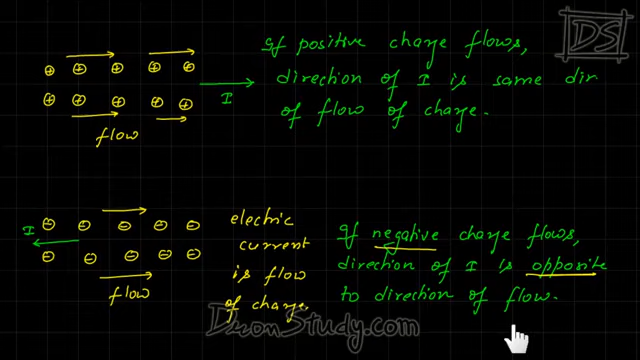 If positive charge flows,
direction of I is same dir
of flow of charge.
I
flow
DS
I
flow
electric
current
is flow
of charge.
If negative charge flows,
direction of I is opposite
to direction of flow.
DronStudy.com